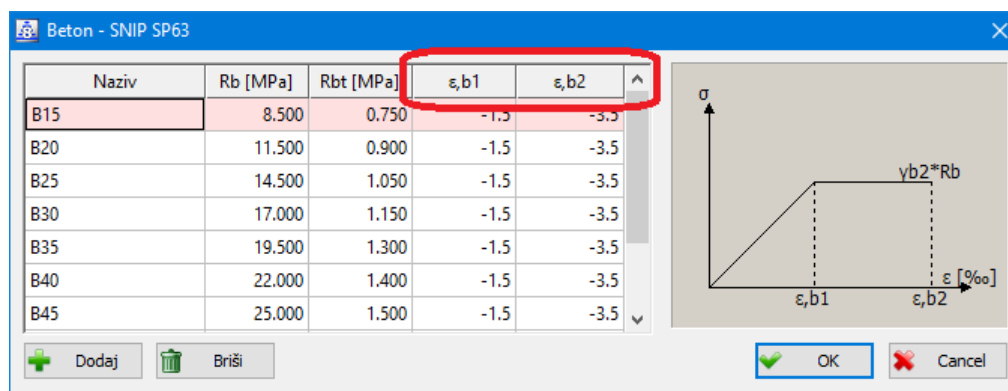 Beton - SNIP SP63
Naziv Rb [MPa] Rbt [MPa] ε,b1 ε,b2
B15 8.500 0.750 -1.5 -3.5
B20 11.500 0.900 -1.5 -3.5
B25 14.500 1.050 -1.5 -3.5
B30 17.000 1.150 -1.5 -3.5
B35 19.500 1.300 -1.5 -3.5
B40 22.000 1.400 -1.5 -3.5
B45 25.000 1.500 -1.5 -3.5
σ
γb2*Rb
ε [‰]
ε,b1 ε,b2
Dodaj Briši OK Cancel